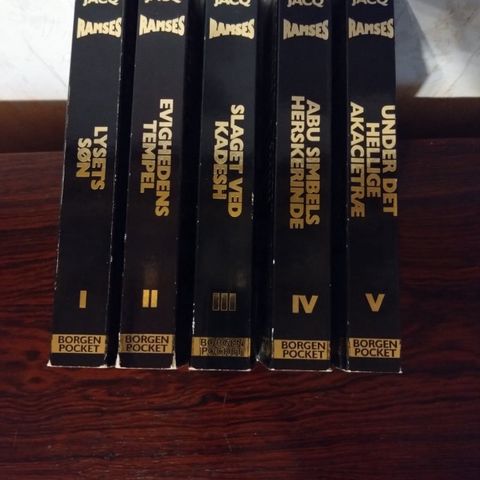 JACQ
RAMSES
LYSETS
SØN
I
BORGEN
POCKET
JACQ
RAMSES
EVIGHEDENS
TEMPEL
II
BORGEN
POCKET
JACQ
RAMSES
SLAGET VED
KADESH
III
BORGEN
POCKET
JACQ
RAMSES
ABU SIMBELS
HERSKERINDE
IV
BORGEN
POCKET
JACQ
RAMSES
UNDER DET
HELLIGE
AKACIETRÆ
V
BORGEN
POCKET